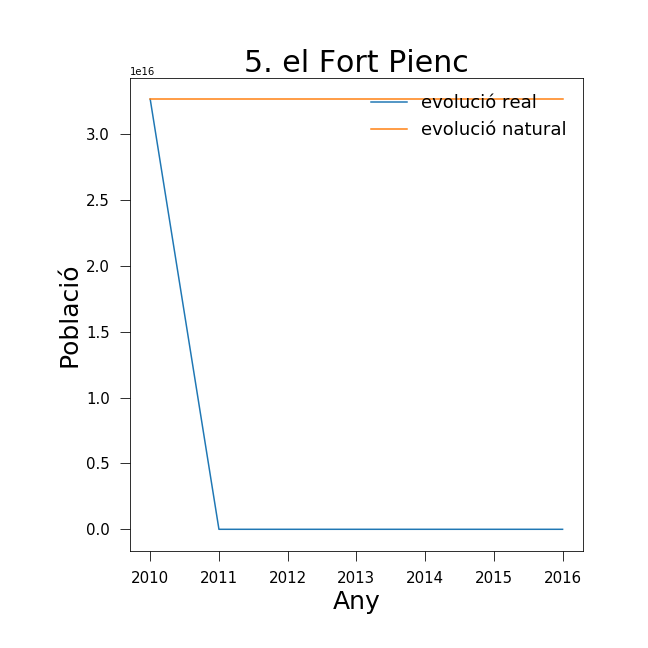 5. el Fort Pienc
1e16
evolució real
evolució natural
3.0
2.5
2.0
1.5
1.0
0.5
0.0
Població
2010 2011 2012 2013 2014 2015 2016
Any